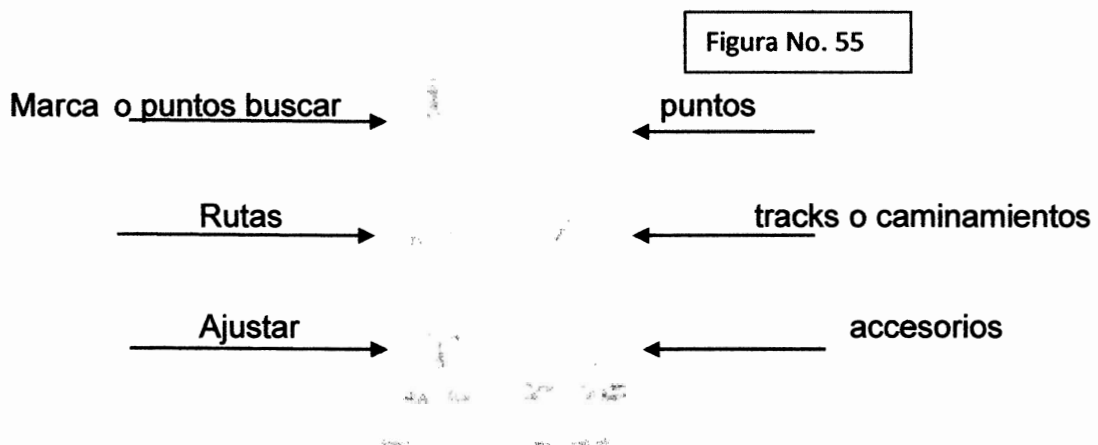 Figura No. 55
Marca o puntos buscar
puntos
Rutas
tracks o caminamientos
Ajustar
accesorios